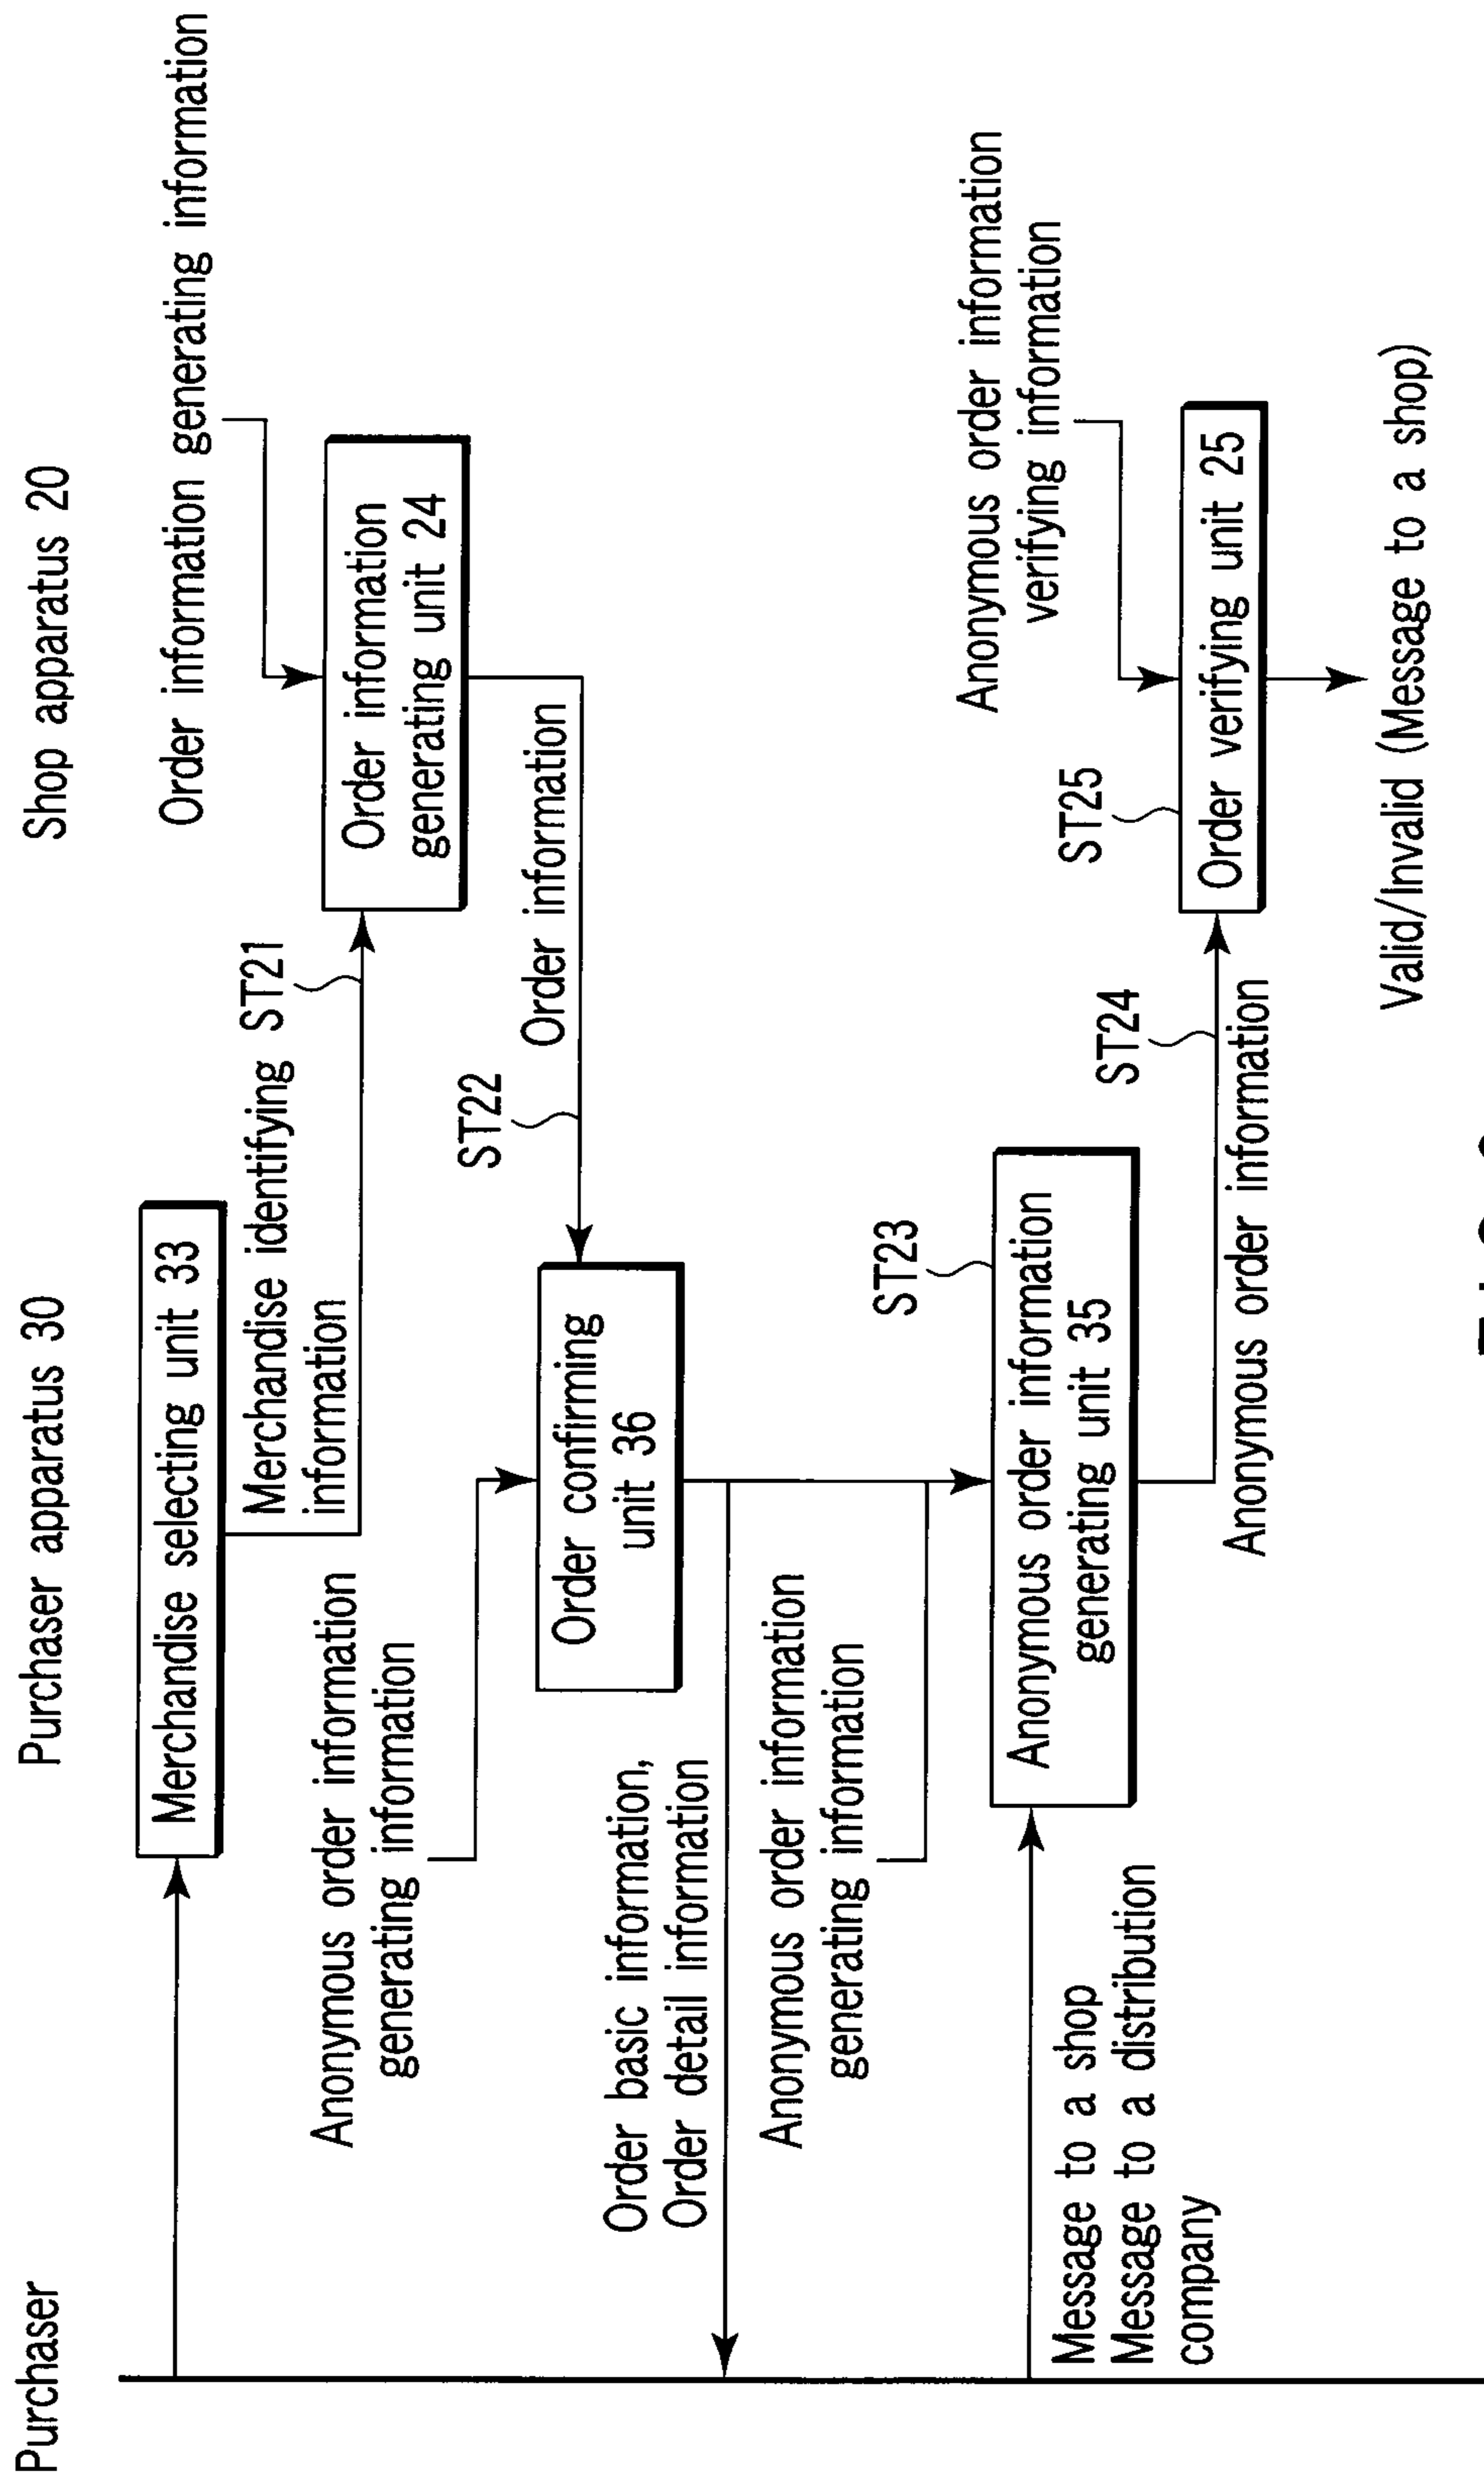 Purchaser
Purchaser apparatus 30
Shop apparatus 20
Merchandise selecting unit 33
Order information generating information
Merchandise identifying
information
ST21
Order information
generating unit 24
Anonymous order information
generating information
ST22
Order information
Order confirming
unit 36
Order basic information,
Order detail information
Anonymous order information
generating information
ST23
Anonymous order information
generating unit 35
Message to a shop
Message to a distribution
company
Anonymous order information
verifying information
ST24
Anonymous order information
ST25
Order verifying unit 25
Valid/Invalid (Message to a shop)